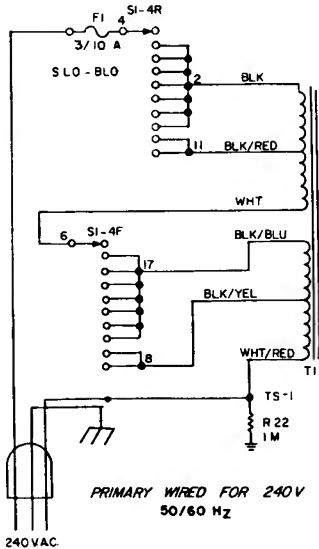 F1 4 S1-4R
3/10 A
SLO-BLO
2 BLK
11 BLK/RED
WHT
6 S1-4F
BLK/BLU
17
BLK/YEL
8
T1
WHT/RED
TS-1
R22
1M
PRIMARY WIRED FOR 240V
50/60 Hz
240 V.A.C.